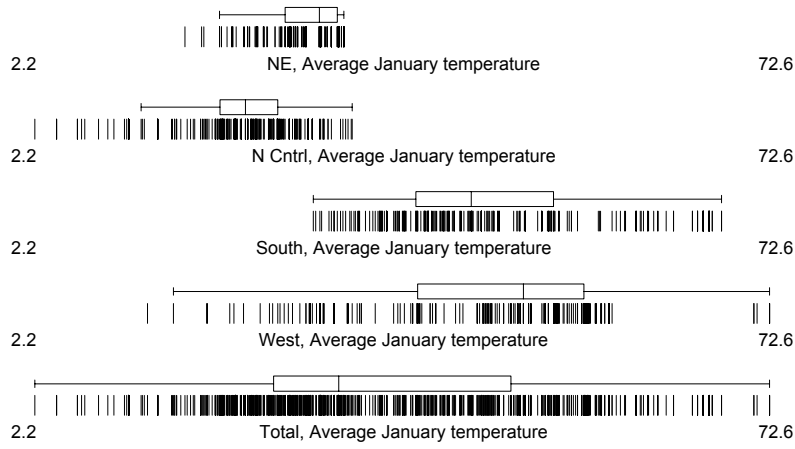 2.2 NE, Average January temperature 72.6
2.2 N Cntrl, Average January temperature 72.6
2.2 South, Average January temperature 72.6
2.2 West, Average January temperature 72.6
2.2 Total, Average January temperature 72.6